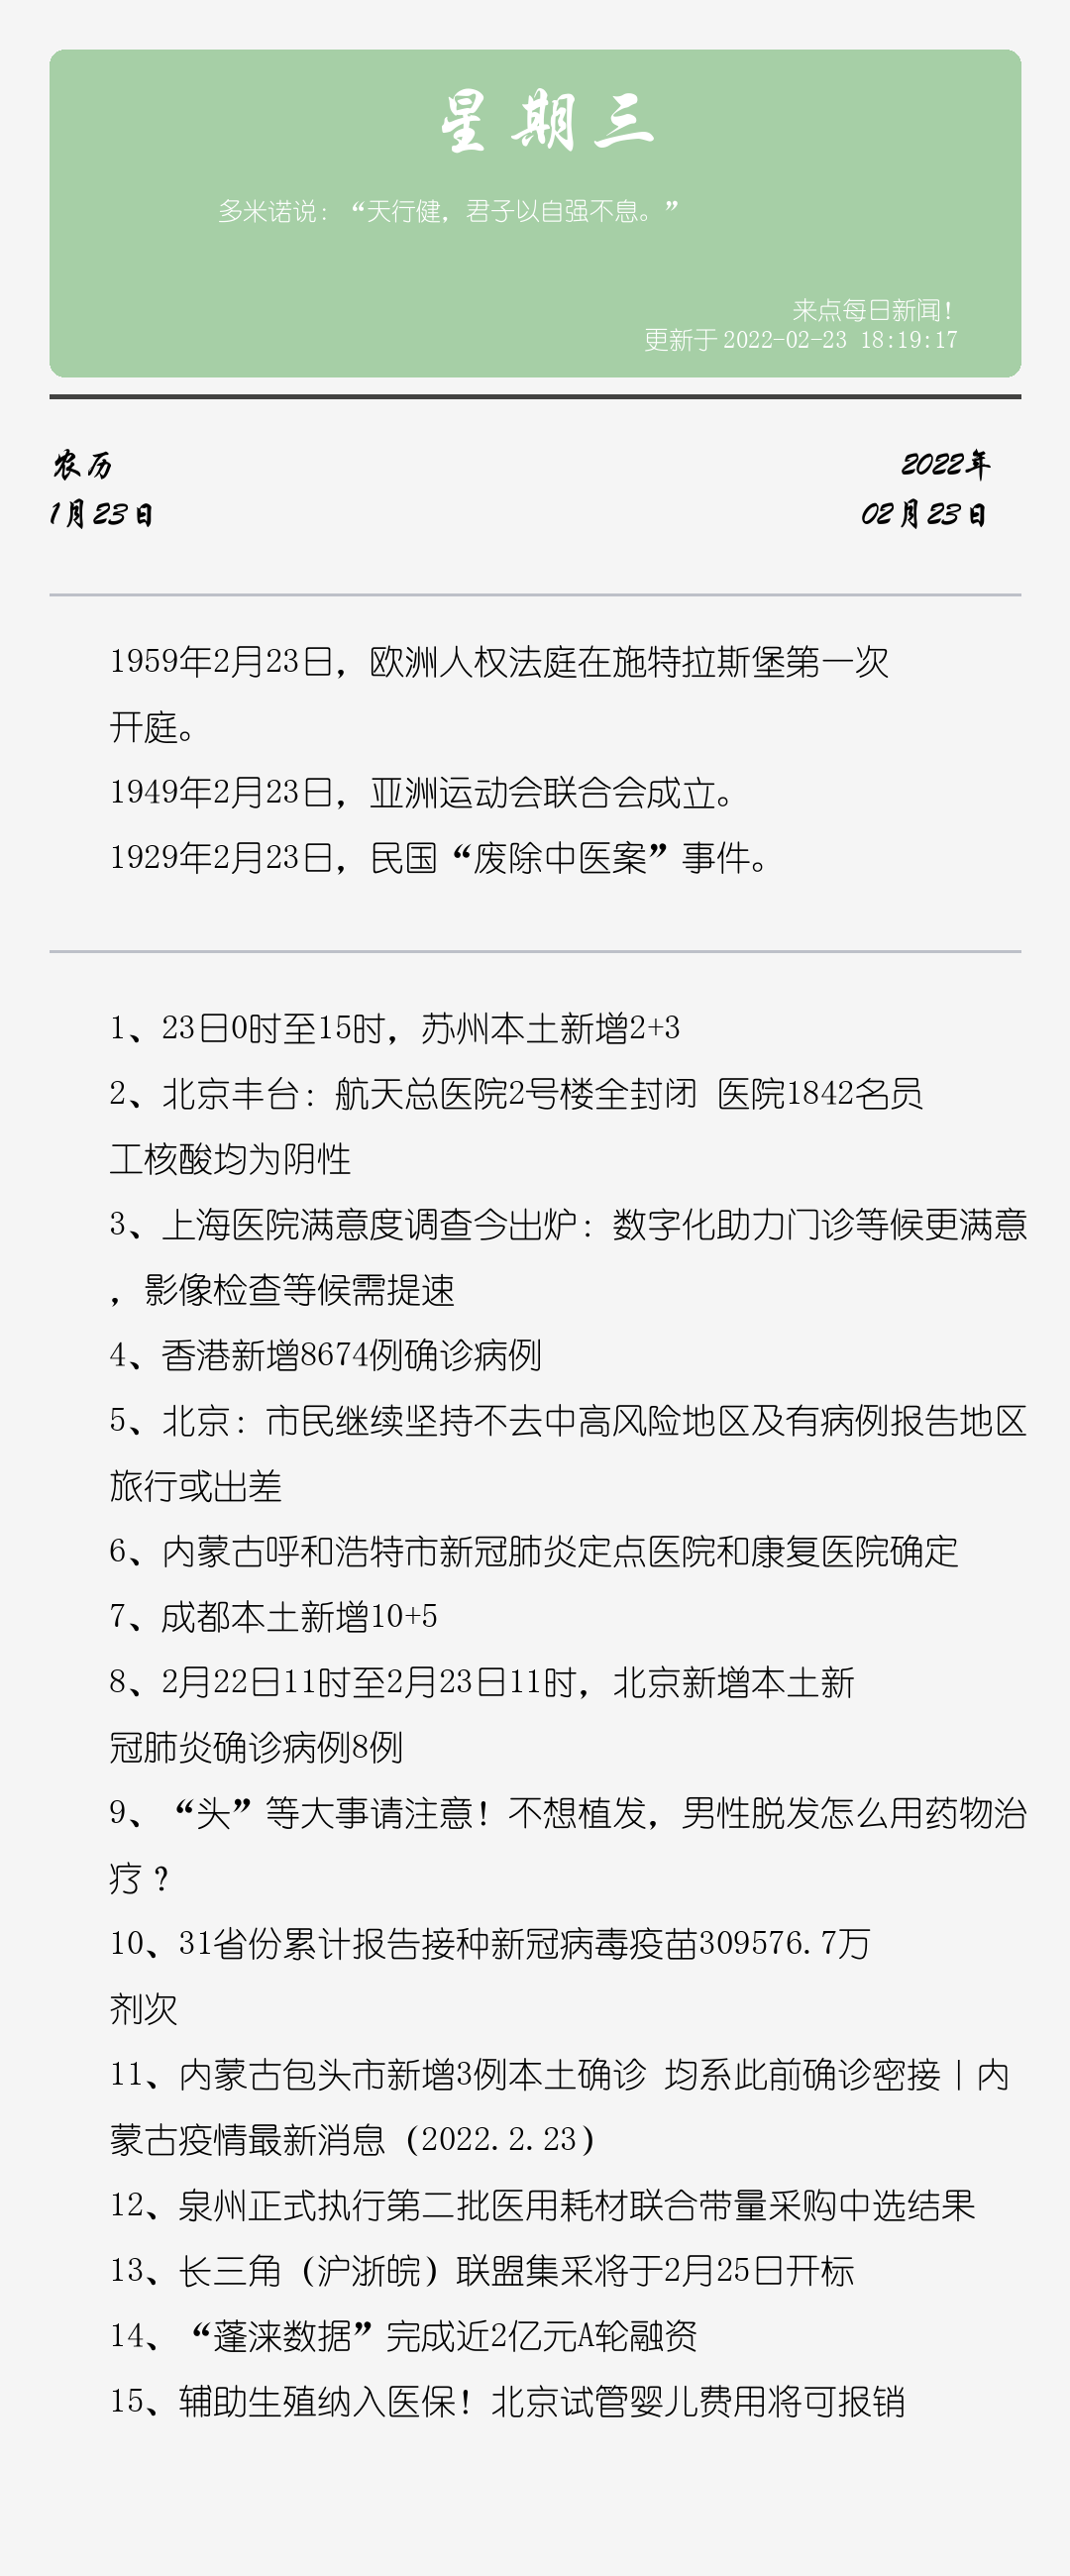 星期三
多米诺说：“天行健，君子以自强不息。”
来点每日新闻！
更新于 2022-02-23 18:19:17
农历
2022年
1月23日
02月23日
1959年2月23日，欧洲人权法庭在施特拉斯堡第一次
开庭。
1949年2月23日，亚洲运动会联合会成立。
1929年2月23日，民国“废除中医案”事件。
1、23日0时至15时，苏州本土新增2+3
2、北京丰台：航天总医院2号楼全封闭 医院1842名员
工核酸均为阴性
3、上海医院满意度调查今出炉：数字化助力门诊等候更满意
，影像检查等候需提速
4、香港新增8674例确诊病例
5、北京：市民继续坚持不去中高风险地区及有病例报告地区
旅行或出差
6、内蒙古呼和浩特市新冠肺炎定点医院和康复医院确定
7、成都本土新增10+5
8、2月22日11时至2月23日11时，北京新增本土新
冠肺炎确诊病例8例
9、“头”等大事请注意！不想植发，男性脱发怎么用药物治
疗？
10、31省份累计报告接种新冠病毒疫苗309576.7万
剂次
11、内蒙古包头市新增3例本土确诊 均系此前确诊密接丨内
蒙古疫情最新消息（2022.2.23）
12、泉州正式执行第二批医用耗材联合带量采购中选结果
13、长三角（沪浙皖）联盟集采将于2月25日开标
14、“蓬涞数据”完成近2亿元A轮融资
15、辅助生殖纳入医保！北京试管婴儿费用将可报销